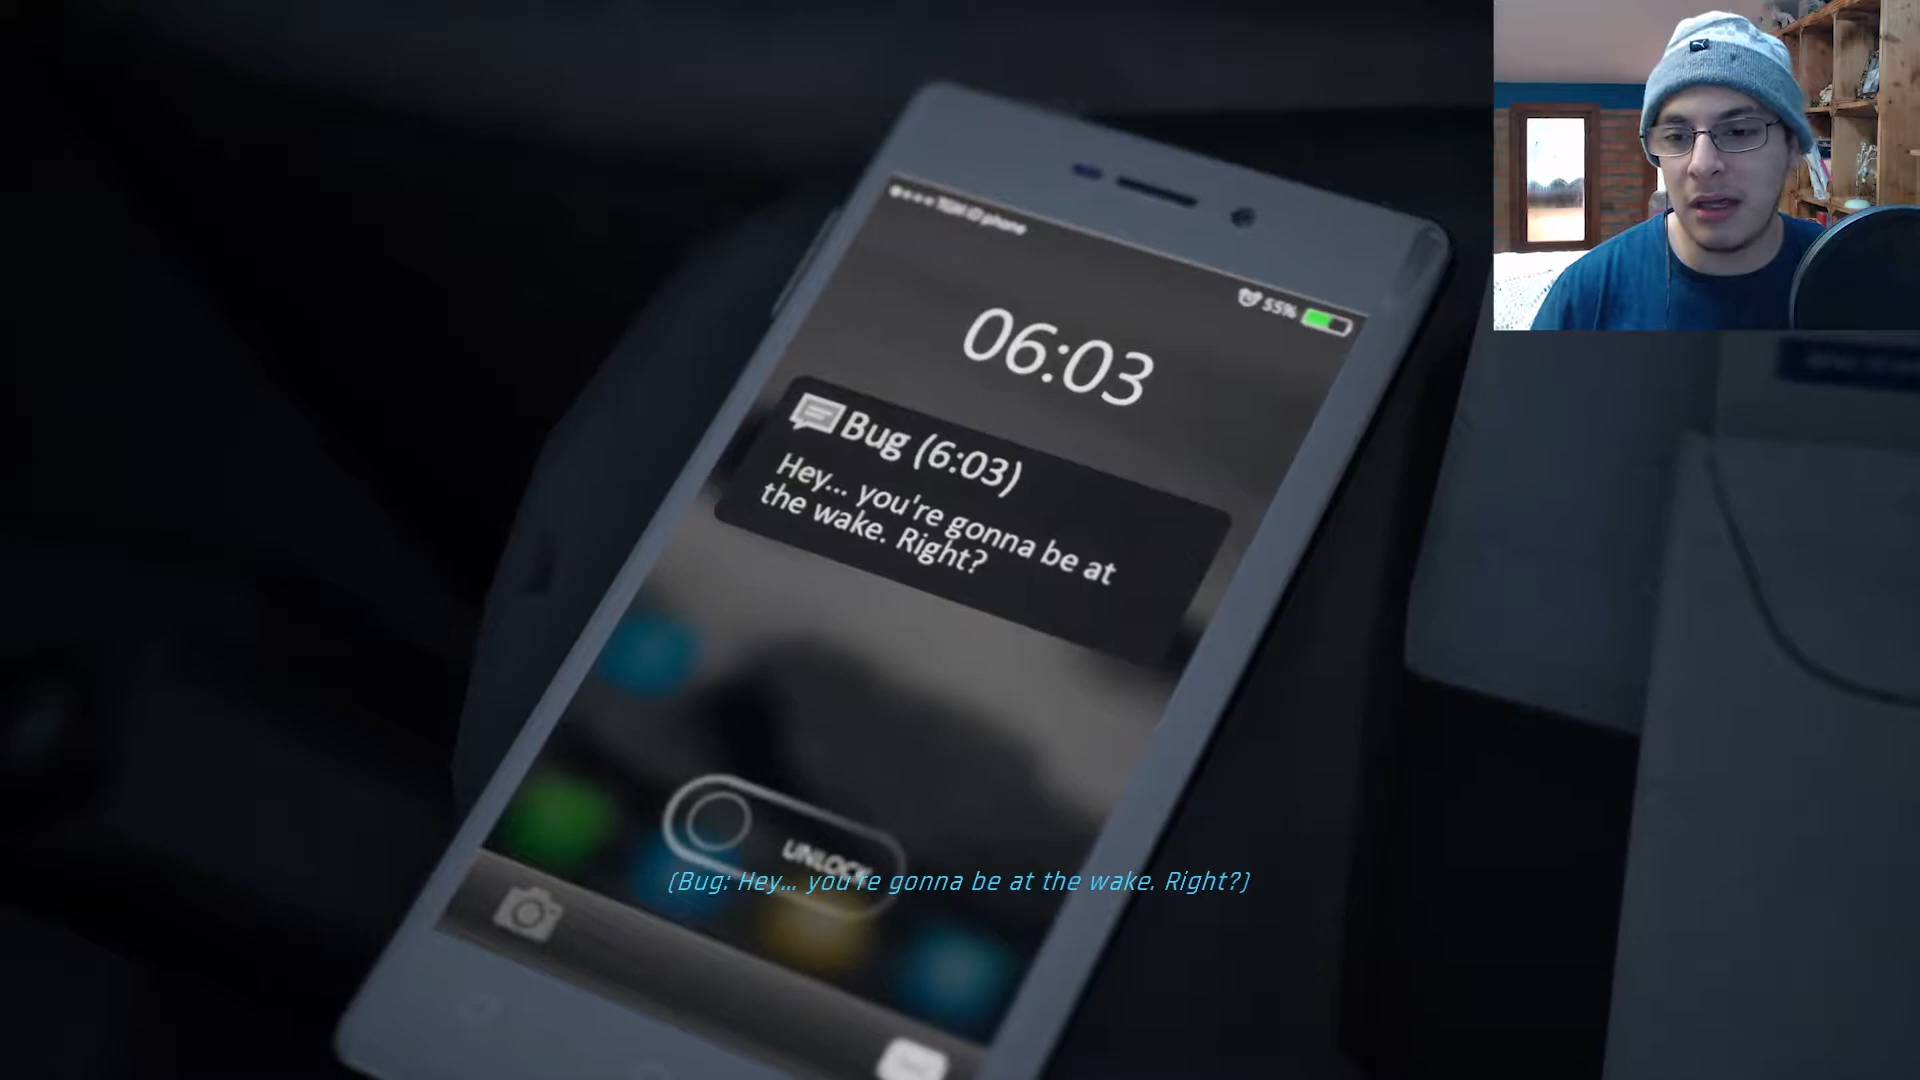 55%
06:03
Bug (6:03)
Hey... you're gonna be at
the wake. Right?
UNLOCK
(Bug: Hey... you're gonna be at the wake. Right?)